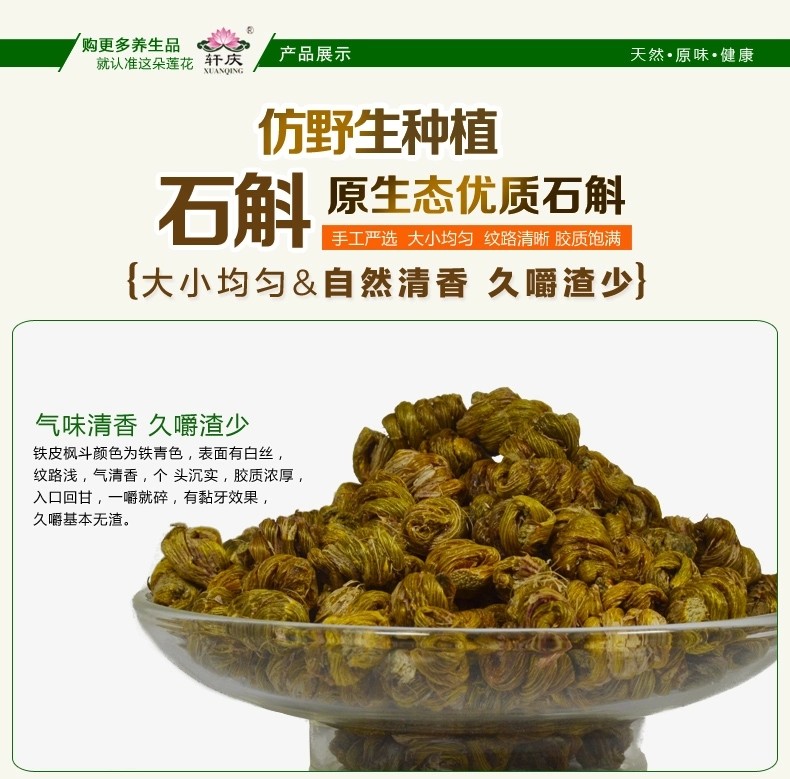 购更多养生品
就认准这朵莲花
轩庆
XUANQING
®
产品展示
天然•原味•健康
仿野生种植
石斛
原生态优质石斛
手工严选 大小均匀 纹路清晰 胶质饱满
{大小均匀&自然清香 久嚼渣少}
气味清香 久嚼渣少
铁皮枫斗颜色为铁青色，表面有白丝，
纹路浅，气清香，个 头沉实，胶质浓厚，
入口回甘，一嚼就碎，有黏牙效果，
久嚼基本无渣。